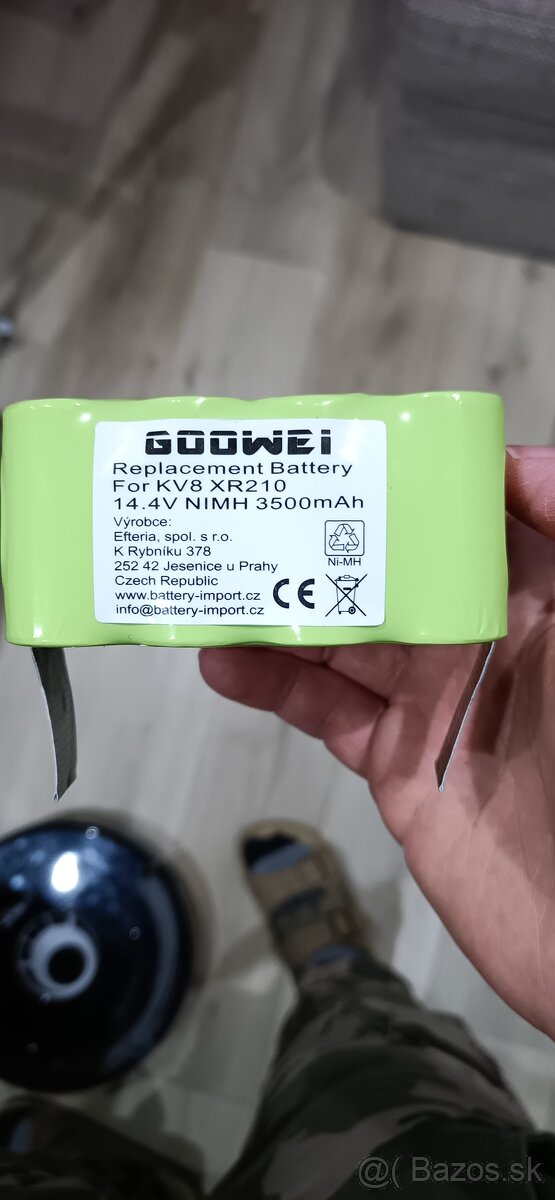 GOOWEI
Replacement Battery
For KV8 XR210
14.4V NIMH 3500mAh
Výrobce:
Efteria, spol. s r.o.
K Rybníku 378
252 42 Jesenice u Prahy
Czech Republic
www.battery-import.cz
info@battery-import.cz
Ni-MH
CE
@( Bazos.sk